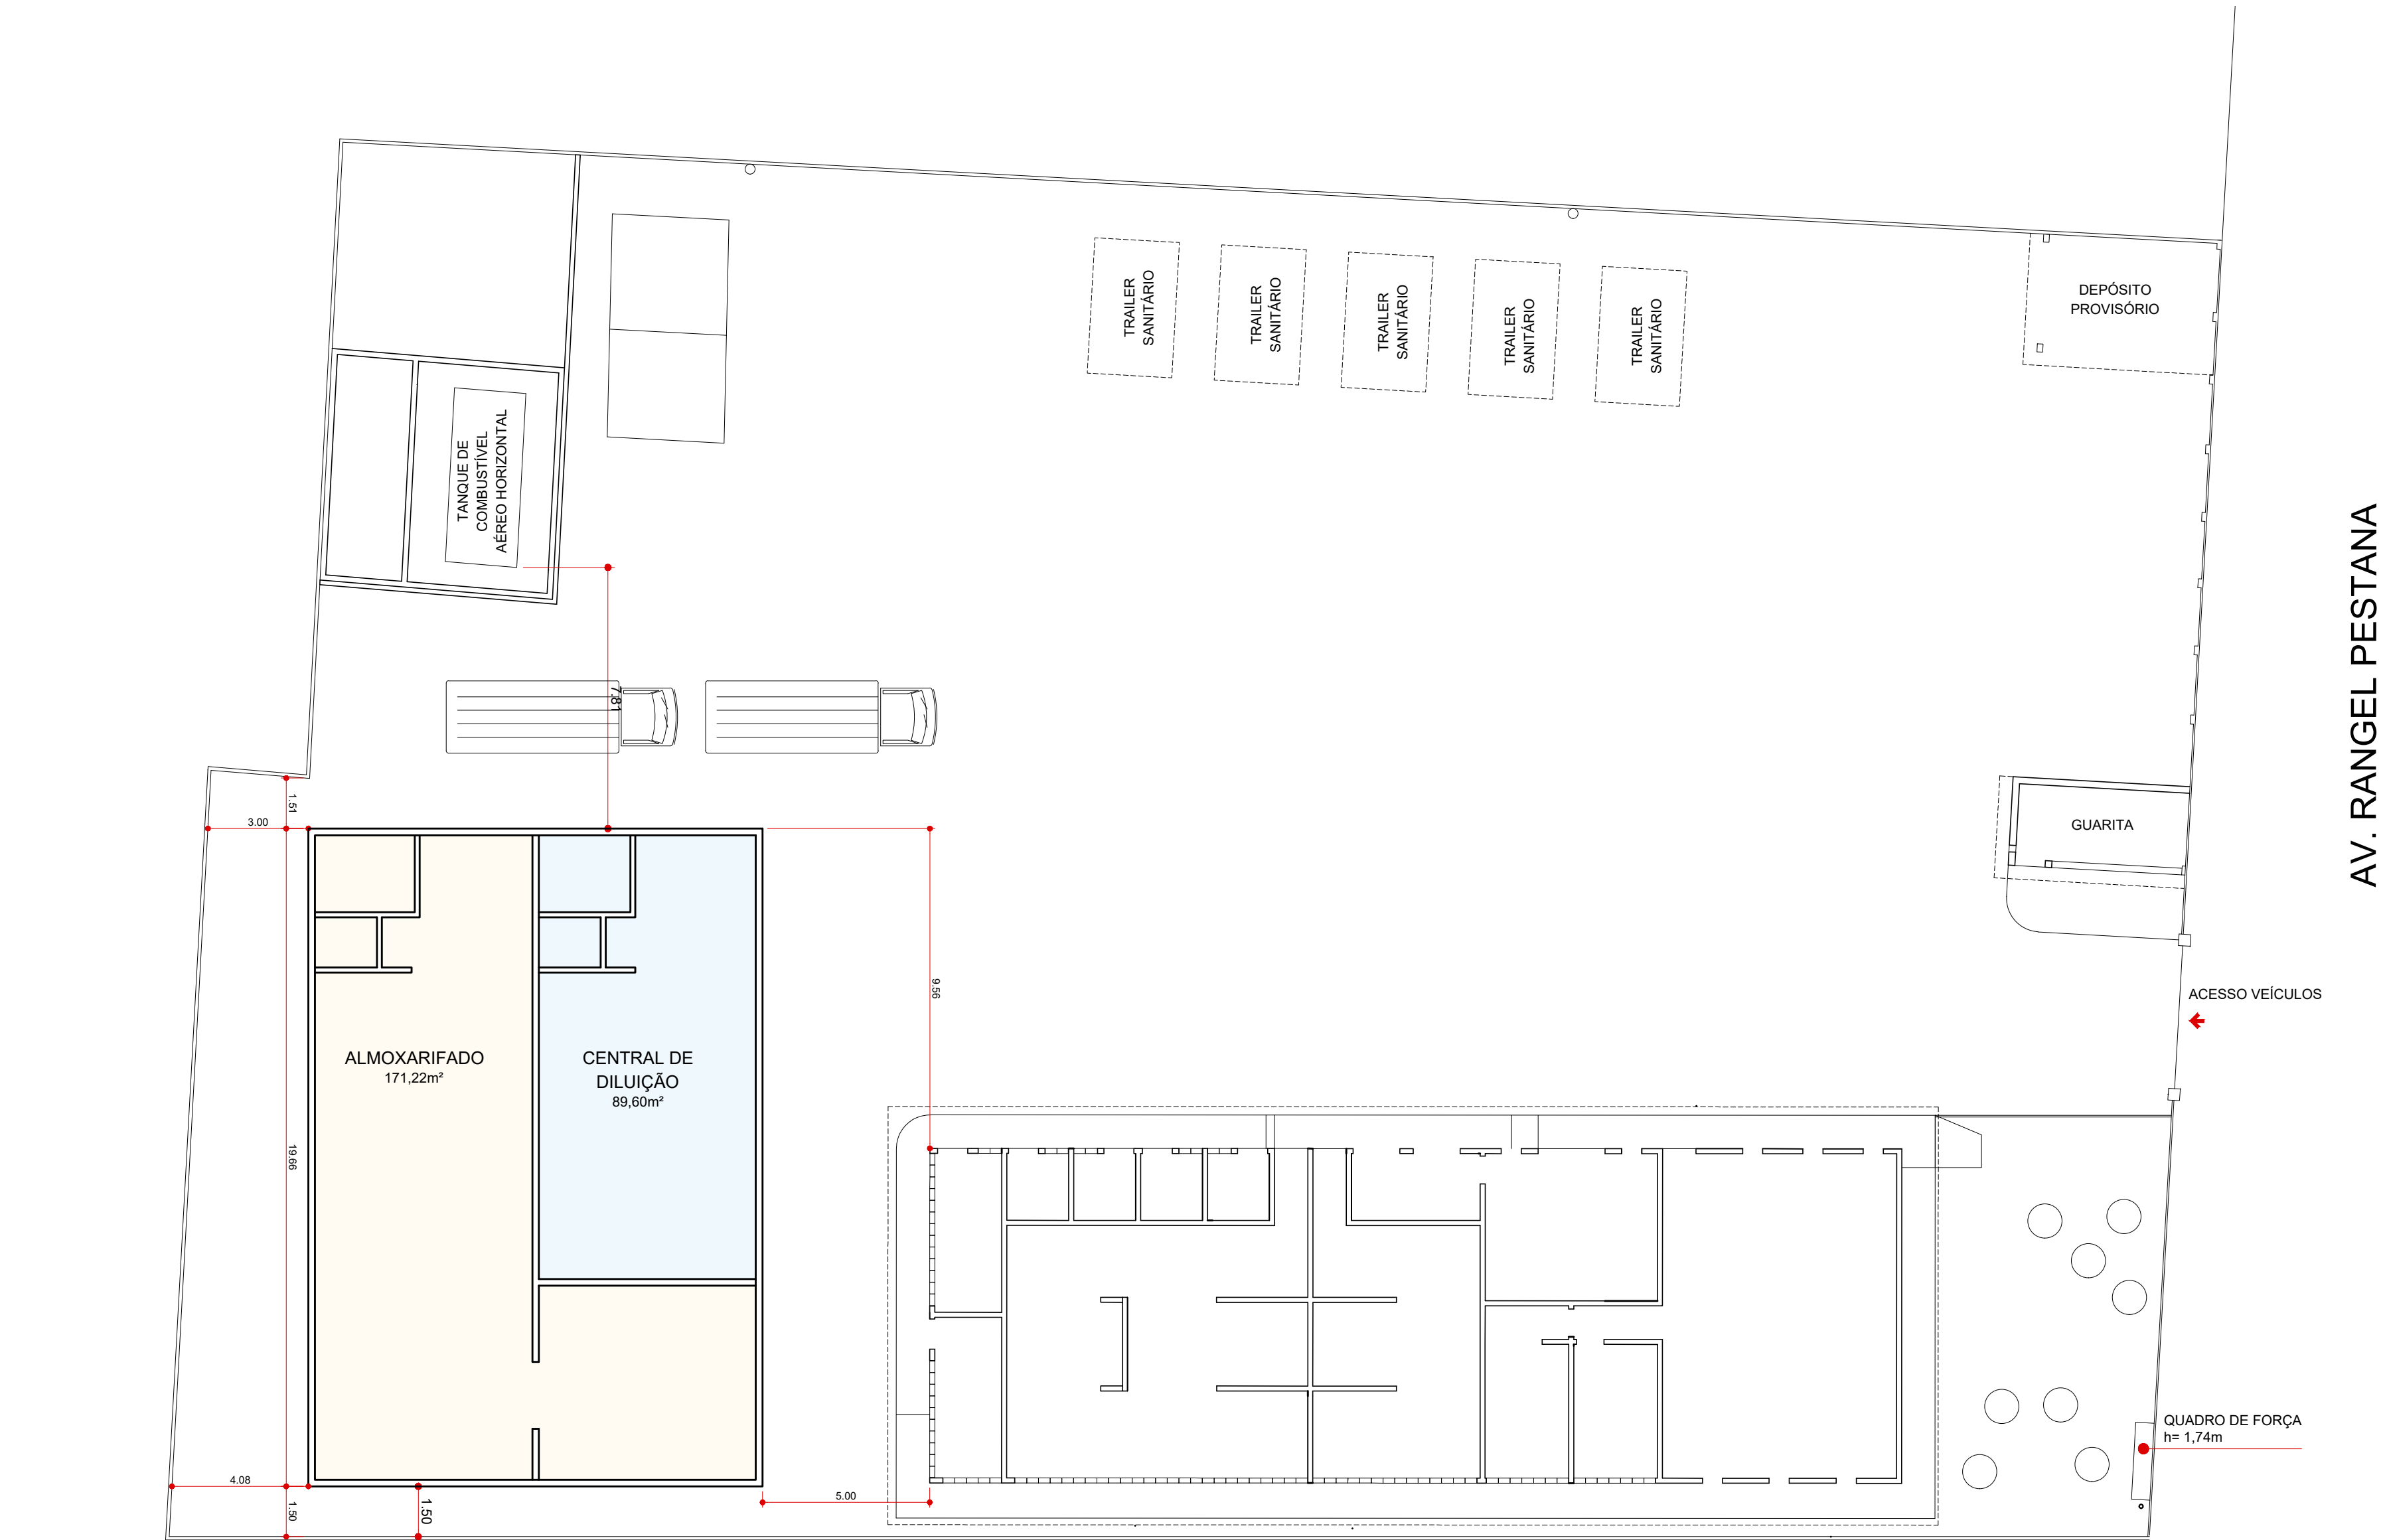 TRAILER
SANITÁRIO
TRAILER
SANITÁRIO
TRAILER
SANITÁRIO
TRAILER
SANITÁRIO
TRAILER
SANITÁRIO
DEPÓSITO
PROVISÓRIO
TANQUE DE
COMBUSTÍVEL
AÉREO HORIZONTAL
AV. RANGEL PESTANA
7.81
1.51
3.00
GUARITA
9.56
ACESSO VEÍCULOS
ALMOXARIFADO
171,22m²
CENTRAL DE
DILUIÇÃO
89,60m²
19.66
QUADRO DE FORÇA
h= 1,74m
4.08
1.50
1.50
5.00